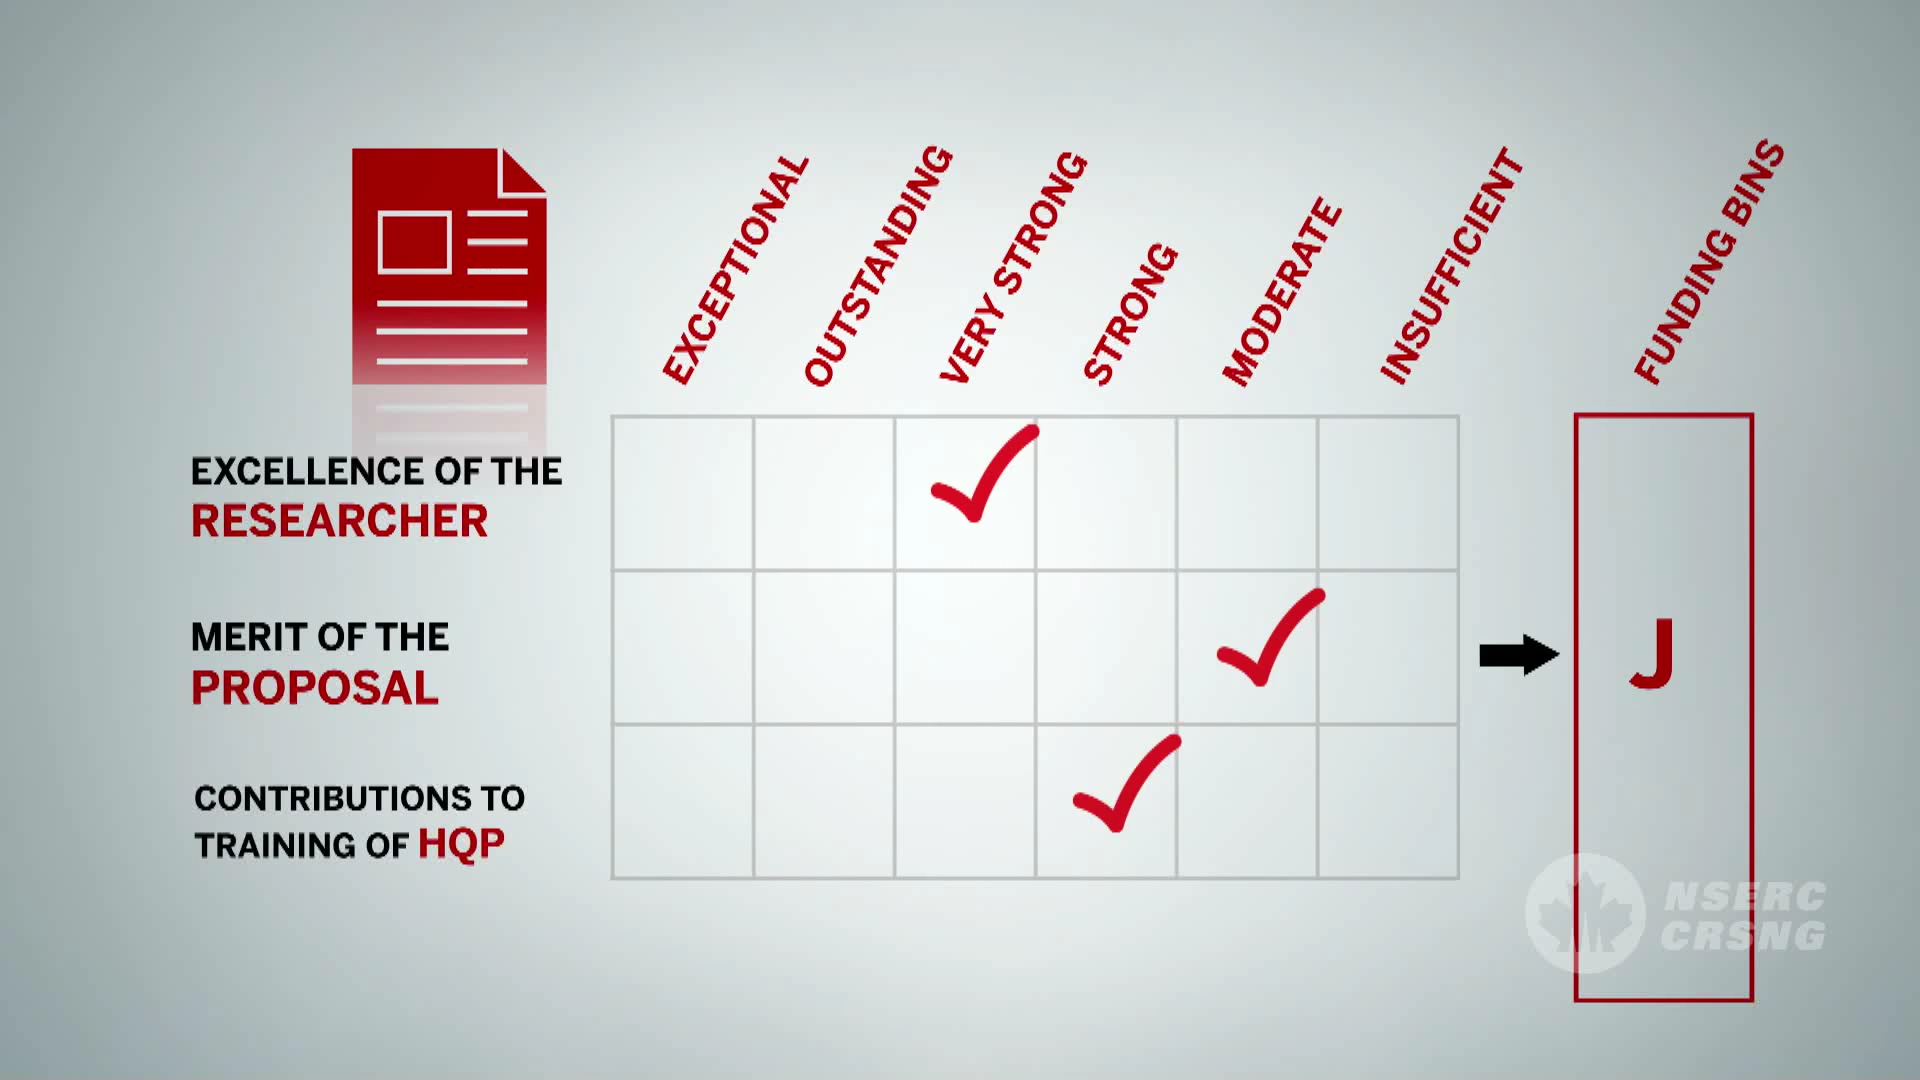 EXCEPTIONAL
OUTSTANDING
VERY STRONG
STRONG
MODERATE
INSUFFICIENT
FUNDING BINS
EXCELLENCE OF THE
RESEARCHER
MERIT OF THE
PROPOSAL
J
CONTRIBUTIONS TO
TRAINING OF HQP
NSERC
CRSNG